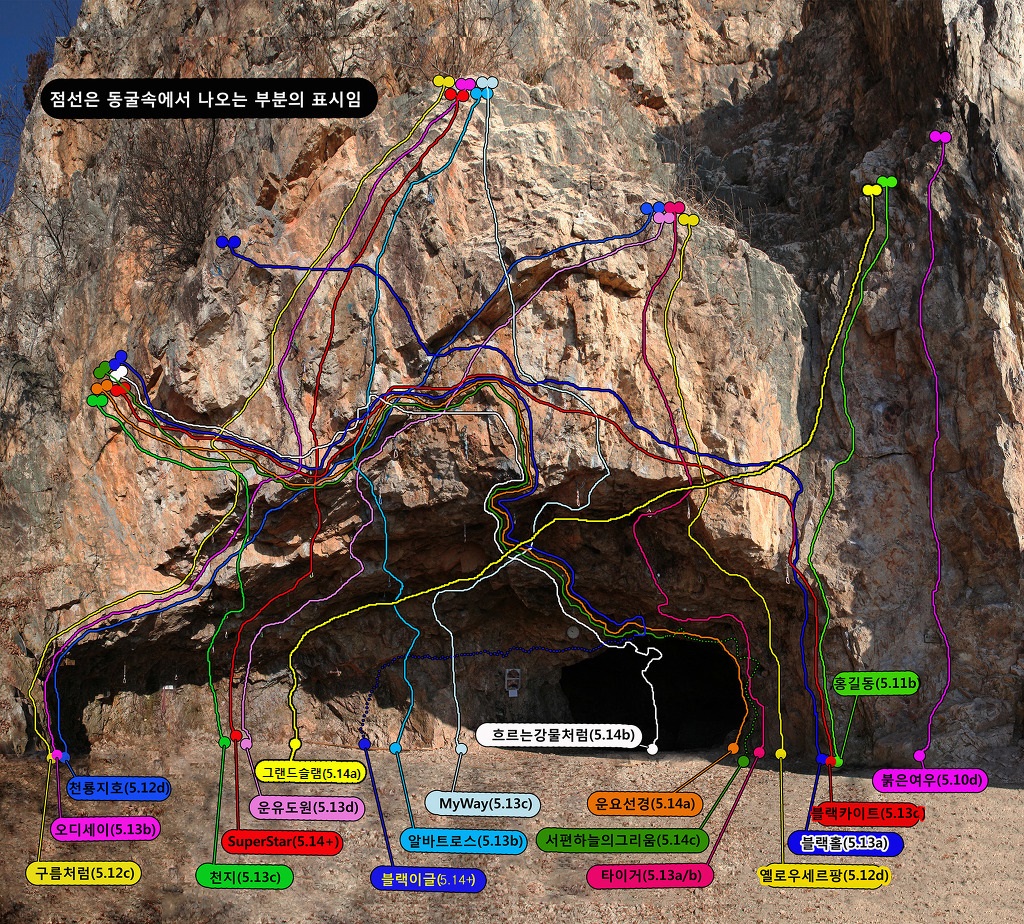 점선은 동굴속에서 나오는 부분의 표시임
홍길동(5.11b
흐르는강물처럼(5.14b)
그랜드슬램(5.14a)
붉은여우(5.10d)
천룡지호(5.12d)
운유도원(5.13d)
MyWay(5.13c)
운요선경(5.14a)
블랙카이트(5.13c)
오디세이(5.13b)
SuperStar(5.14+)
알바트로스(5.13b)
서편하늘의그리움(5.14c)
블랙홀(5.13a)
구름처럼(5.12c)
천지(5.13c)
블랙이글(5.14+)
타이거(5.13a/b)
옐로우세르팡(5.12d)